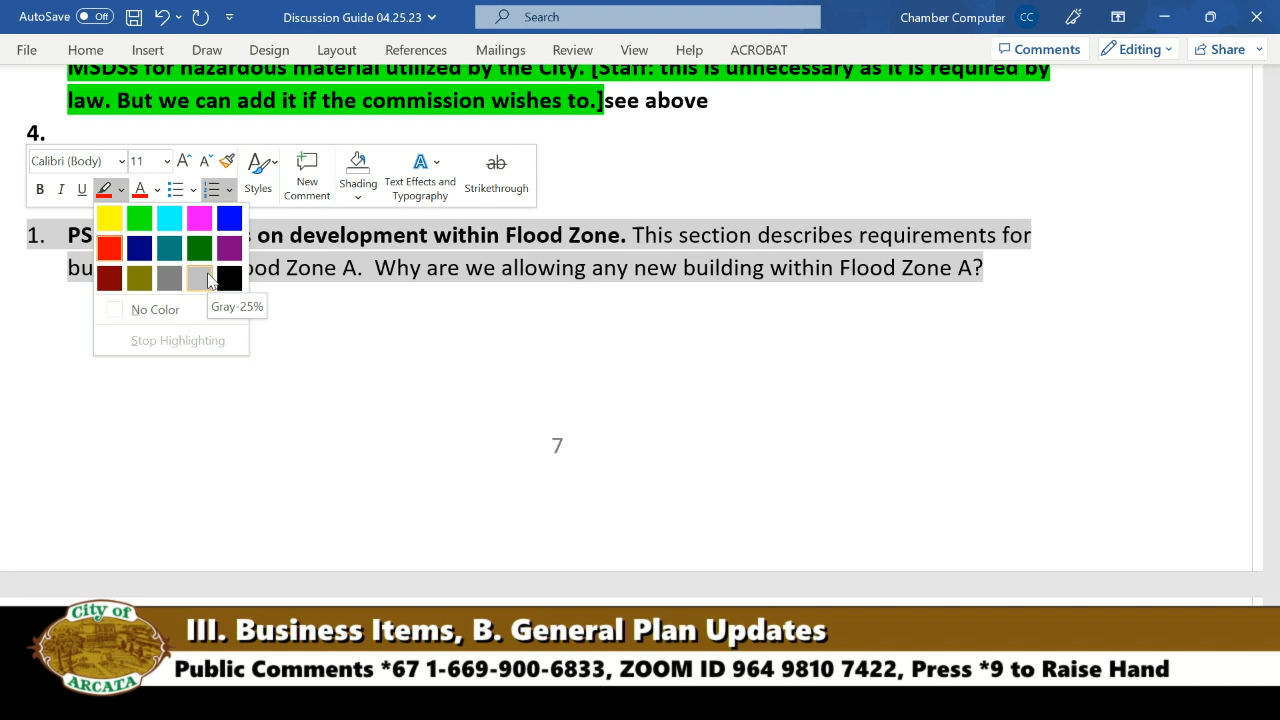 AutoSave Off Discussion Guide 04.25.23 Search Chamber Computer CC
File Home Insert Draw Design Layout References Mailings Review View Help ACROBAT Comments Editing Share
MSDSs for hazardous material utilized by the City. [Staff: this is unnecessary as it is required by
law. But we can add it if the commission wishes to.]see above
4.
Calibri (Body) 11 A A
B I U A Styles New Comment Shading Text Effects and Typography ab Strikethrough
1. PS on development within Flood Zone. This section describes requirements for
bu ood Zone A. Why are we allowing any new building within Flood Zone A?
Gray-25%
No Color
Stop Highlighting
7
City of
ARCATA
III. Business Items, B. General Plan Updates
Public Comments *67 1-669-900-6833, ZOOM ID 964 9810 7422, Press *9 to Raise Hand